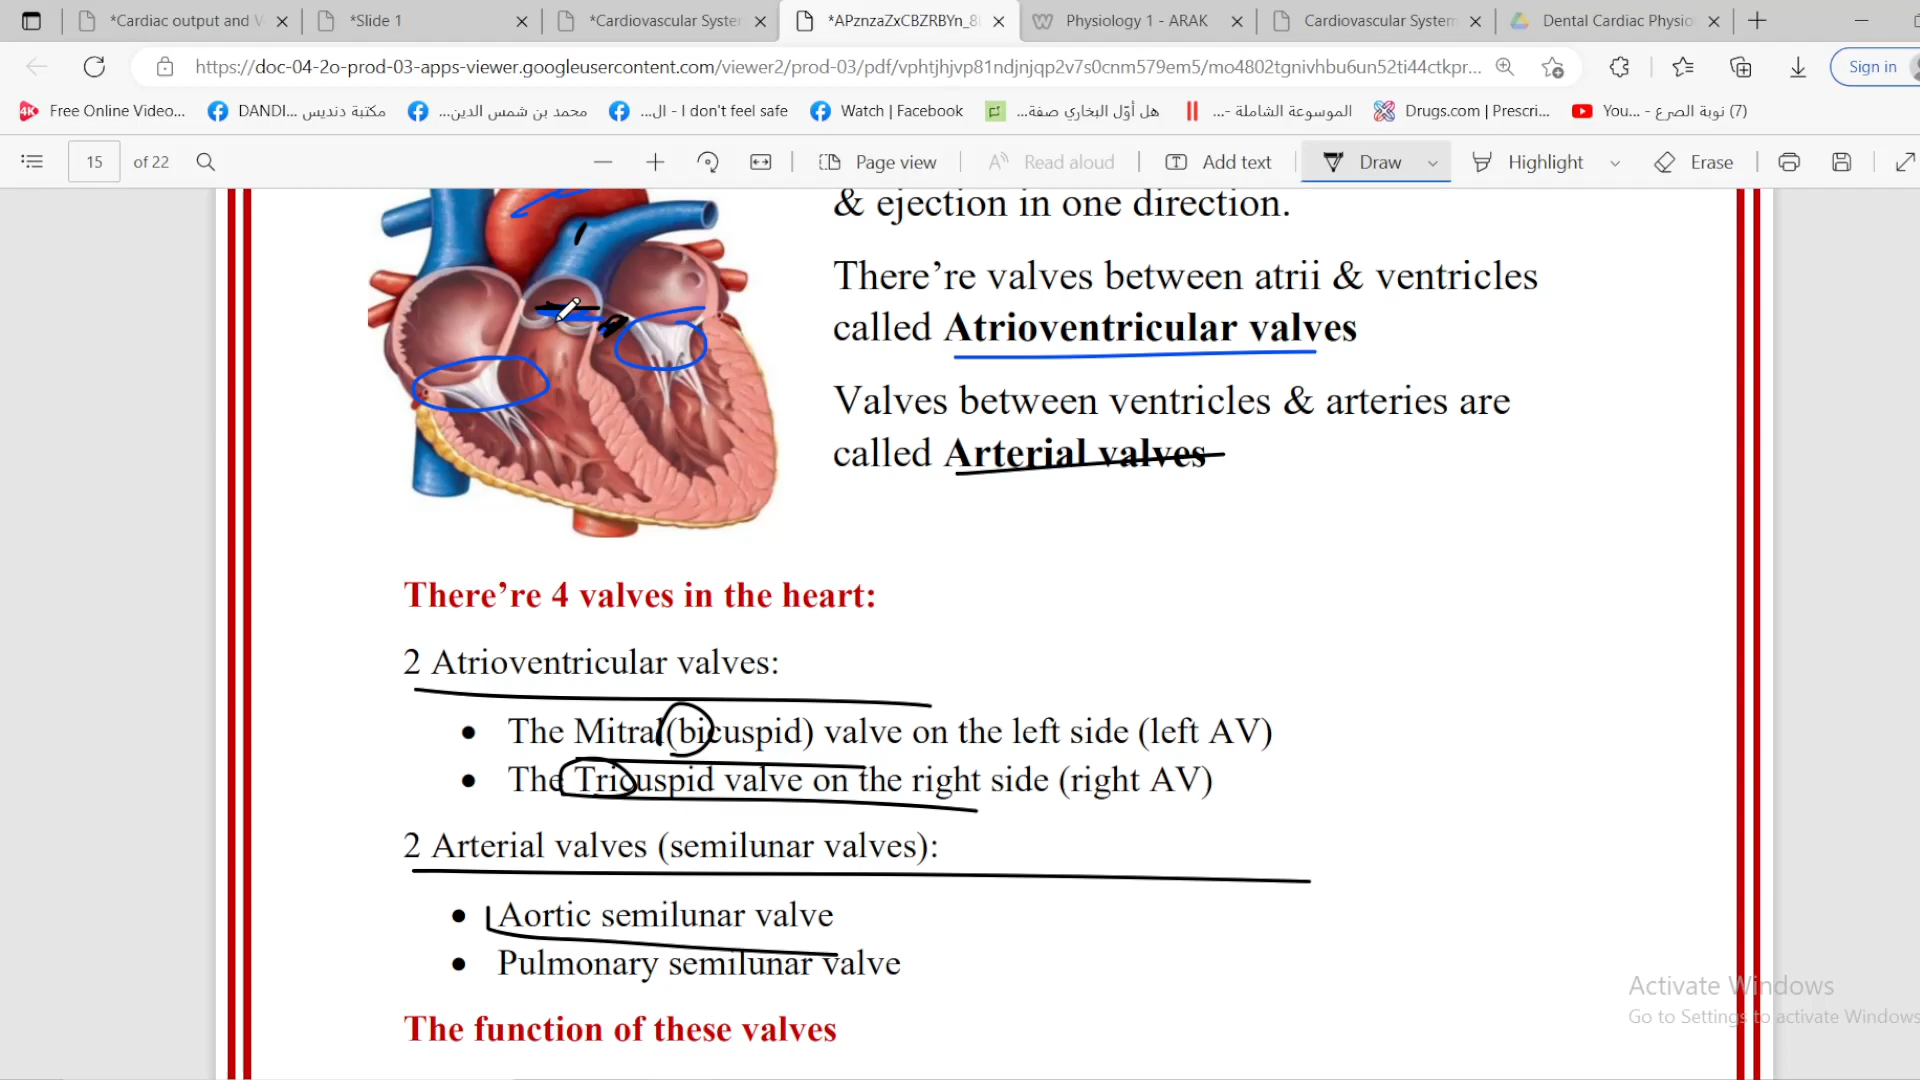 *Cardiac output and V
*Slide 1
*Cardiovascular Syste
*APznzaZxCBZRBYn_8
Physiology 1 - ARAK
Cardiovascular System
Dental Cardiac Physio
https://doc-04-2o-prod-03-apps-viewer.googleusercontent.com/viewer2/prod-03/pdf/vphtjhjvp81ndjnjqp2v7s0cnm579em5/mo4802tgnivhbu6un52ti44ctkpr...
Sign in
4K Free Online Video...
مكتبة دنديس ...DANDI
محمد بن شمس الدين...
ال... - I don't feel safe
Watch | Facebook
هل أوّل البخاري صفة...
الموسوعة الشاملة -...
Drugs.com | Prescri...
(7) نوبة الصرع - ...You
15 of 22
Page view
Read aloud
Add text
Draw
Highlight
Erase
& ejection in one direction.
There're valves between atrii & ventricles
called Atrioventricular valves
Valves between ventricles & arteries are
called Arterial valves
There're 4 valves in the heart:
2 Atrioventricular valves:
• The Mitral(bicuspid) valve on the left side (left AV)
• The Tricuspid valve on the right side (right AV)
2 Arterial valves (semilunar valves):
• Aortic semilunar valve
• Pulmonary semilunar valve
The function of these valves
Activate Windows
Go to Settings to activate Windows